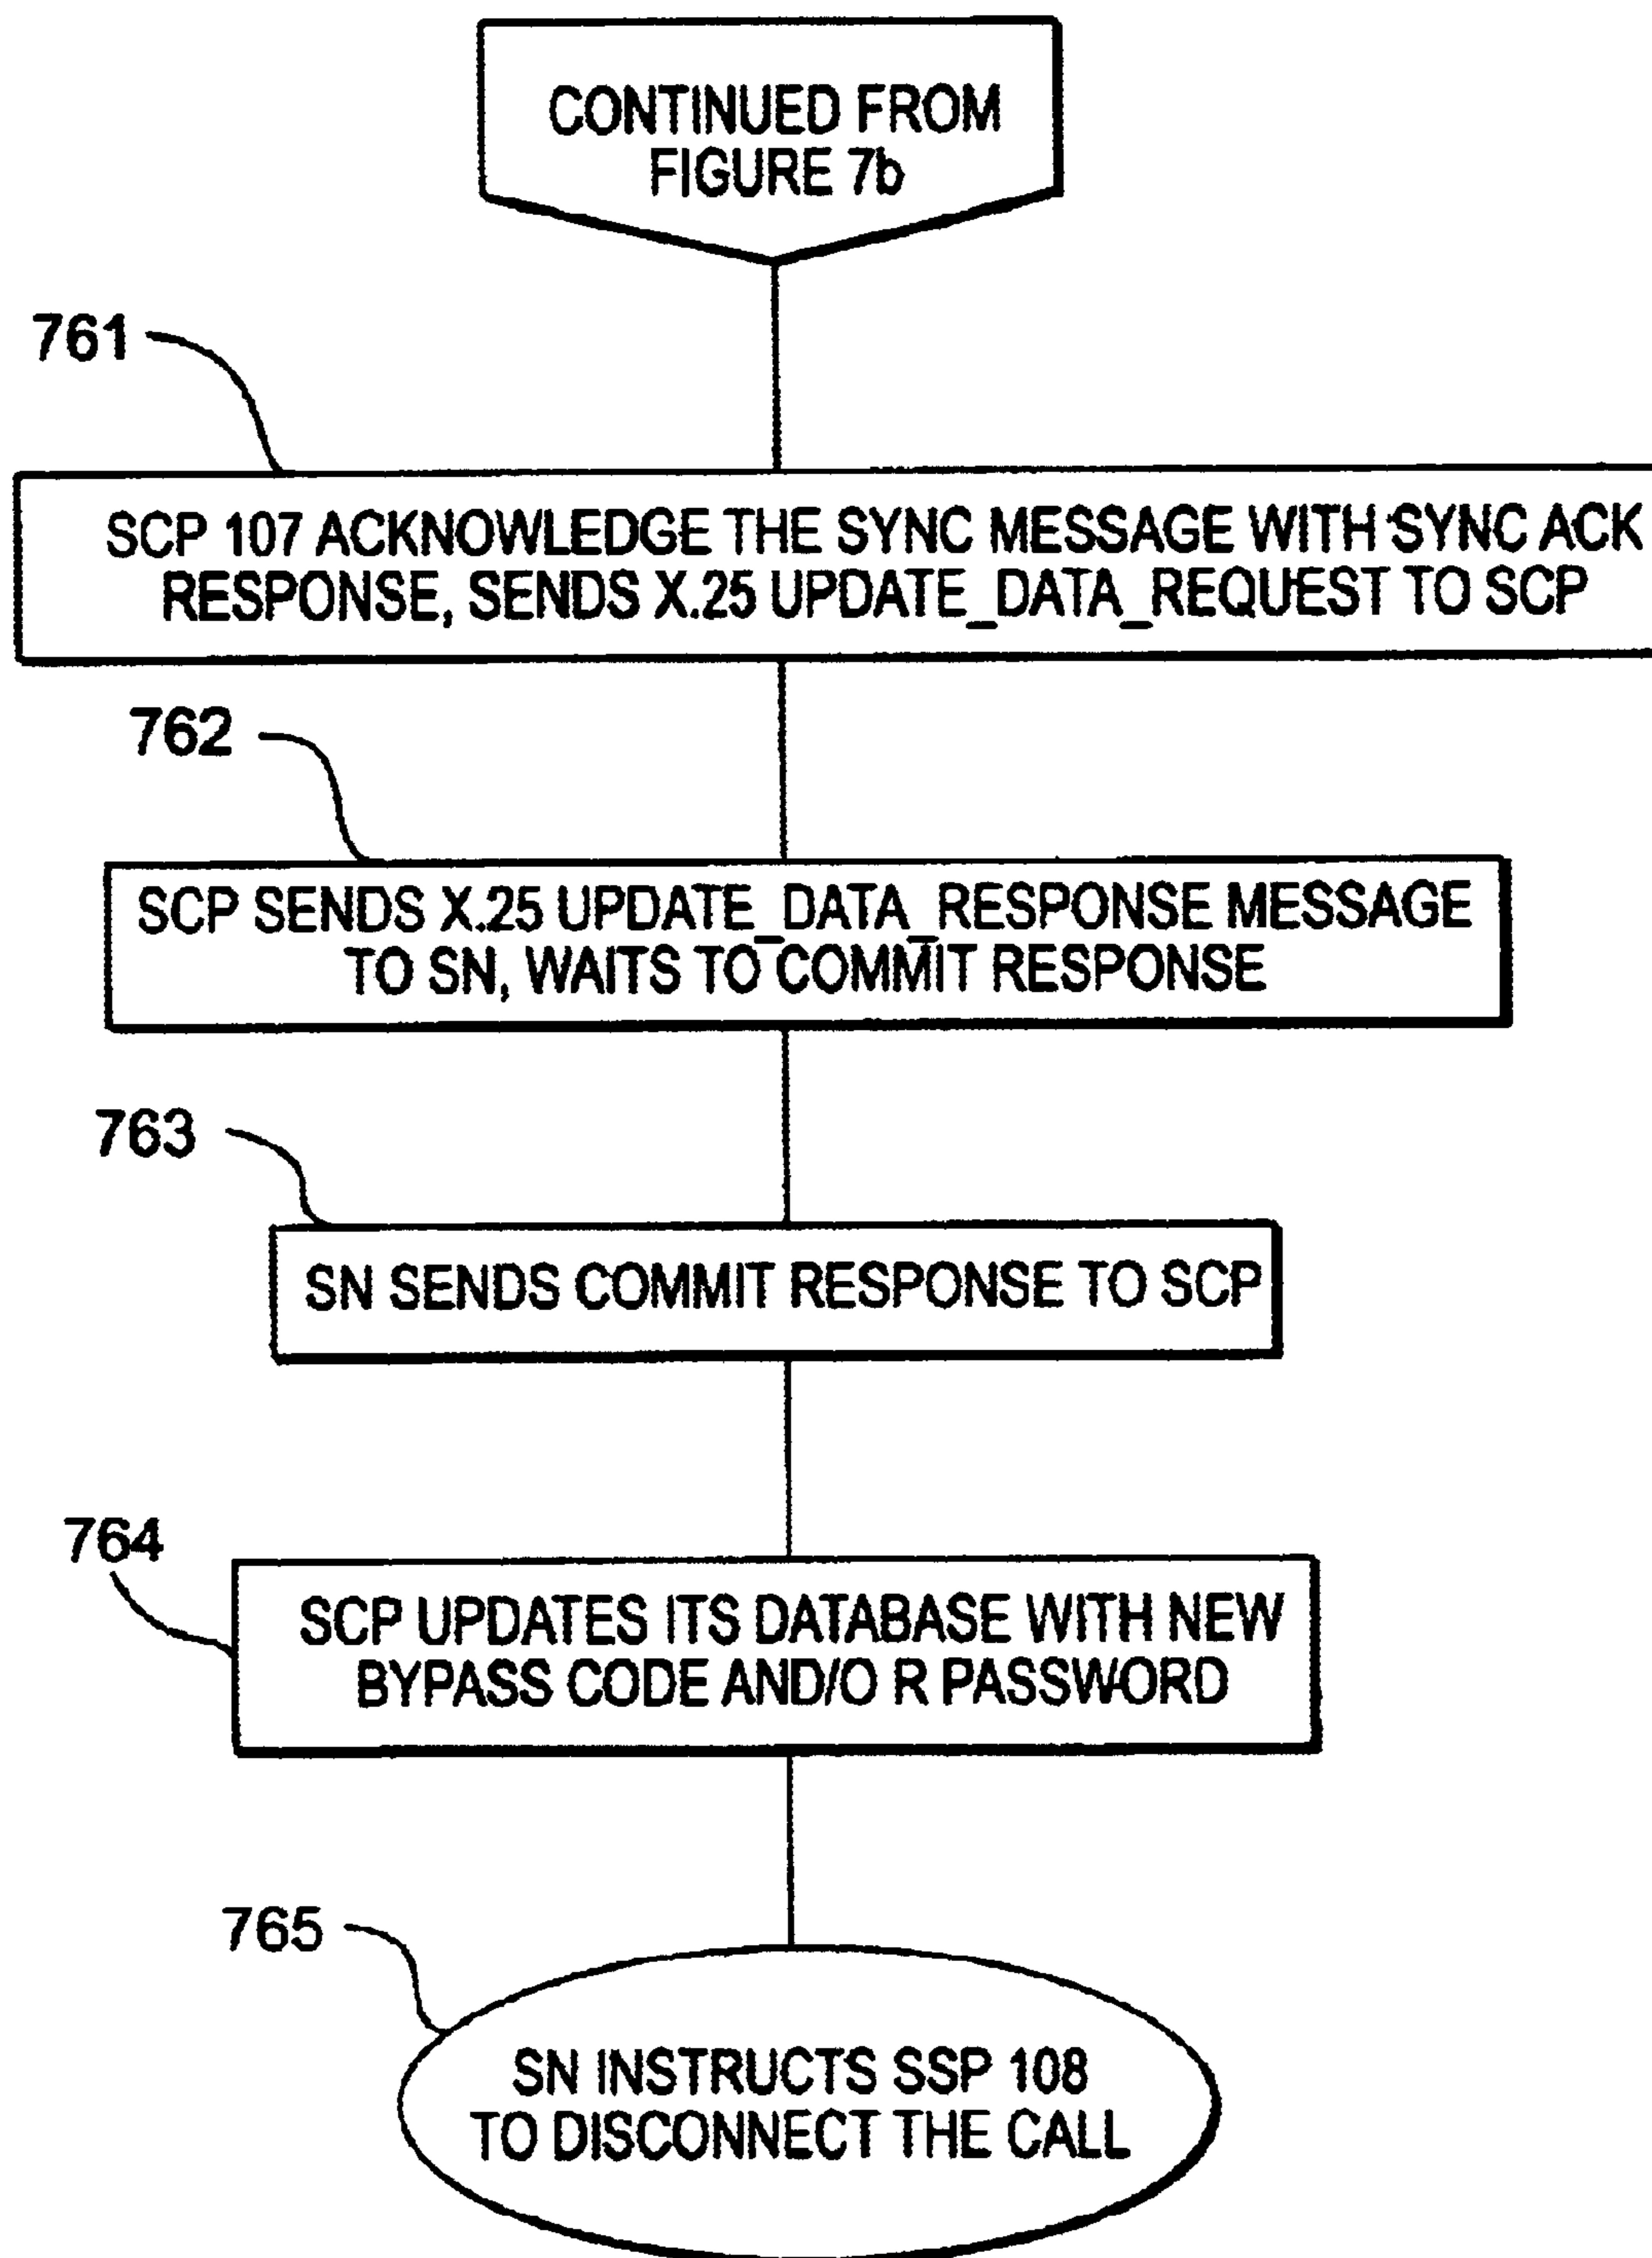 CONTINUED FROM
FIGURE 7b
761
SCP 107 ACKNOWLEDGE THE SYNC MESSAGE WITH SYNC ACK
RESPONSE, SENDS X.25 UPDATE_DATA_REQUEST TO SCP
762
SCP SENDS X.25 UPDATE_DATA_RESPONSE MESSAGE
TO SN, WAITS TO COMMIT RESPONSE
763
SN SENDS COMMIT RESPONSE TO SCP
764
SCP UPDATES ITS DATABASE WITH NEW
BYPASS CODE AND/O R PASSWORD
765
SN INSTRUCTS SSP 108
TO DISCONNECT THE CALL